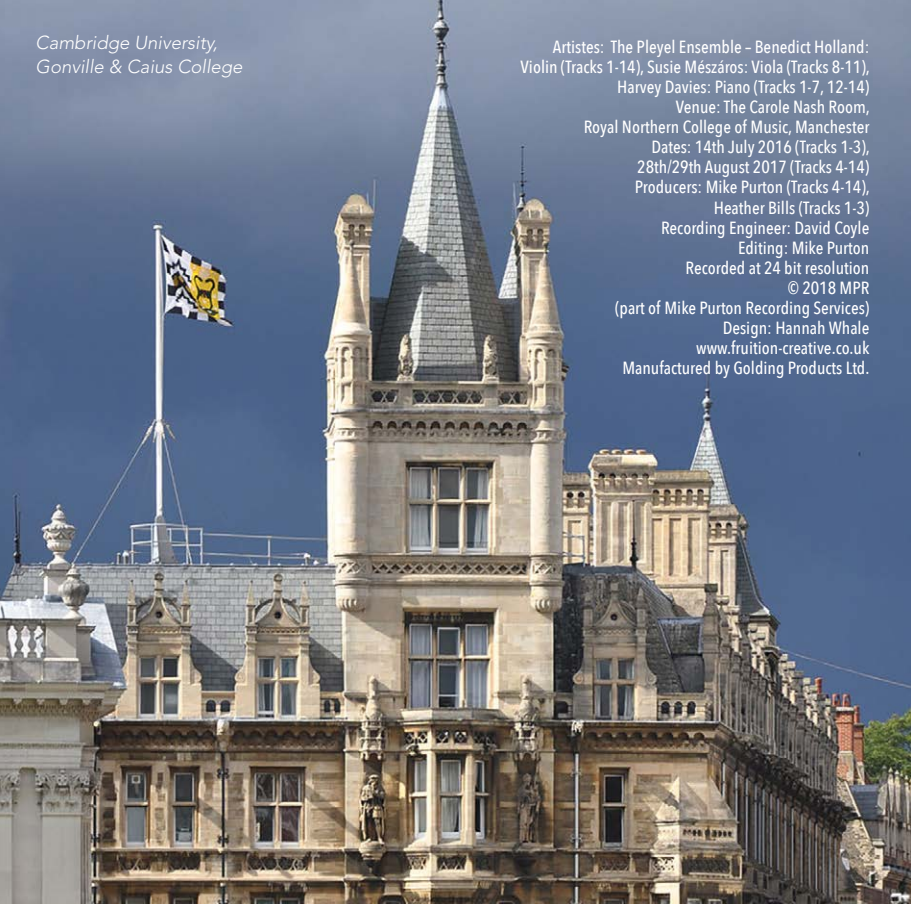 Cambridge University,
Gonville & Caius College
Artistes: The Pleyel Ensemble – Benedict Holland:
Violin (Tracks 1-14), Susie Mészáros: Viola (Tracks 8-11),
Harvey Davies: Piano (Tracks 1-7, 12-14)
Venue: The Carole Nash Room,
Royal Northern College of Music, Manchester
Dates: 14th July 2016 (Tracks 1-3),
28th/29th August 2017 (Tracks 4-14)
Producers: Mike Purton (Tracks 4-14),
Heather Bills (Tracks 1-3)
Recording Engineer: David Coyle
Editing: Mike Purton
Recorded at 24 bit resolution
© 2018 MPR
(part of Mike Purton Recording Services)
Design: Hannah Whale
www.fruition-creative.co.uk
Manufactured by Golding Products Ltd.